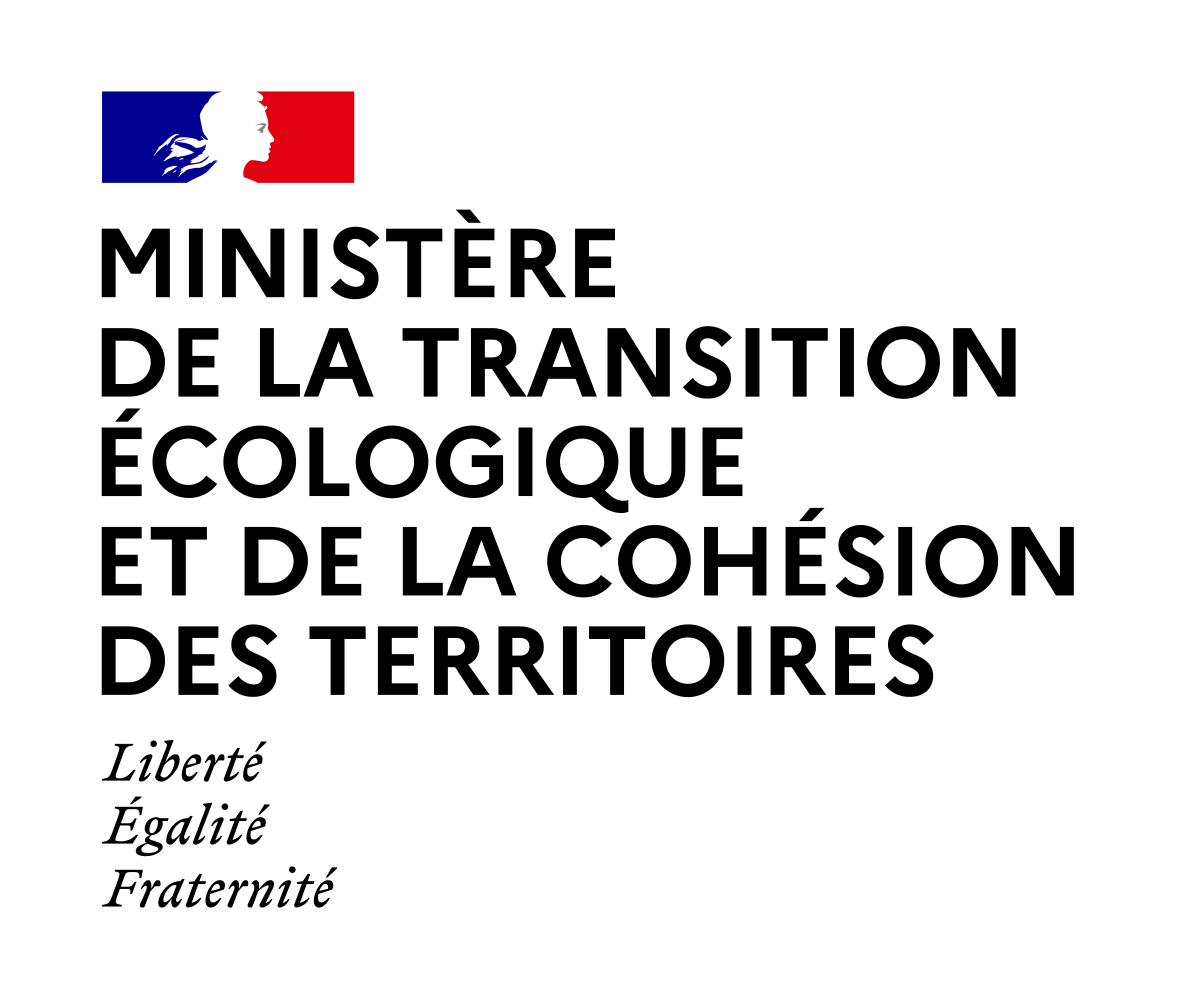 MINISTÈRE
DE LA TRANSITION
ÉCOLOGIQUE
ET DE LA COHÉSION
DES TERRITOIRES
Liberté
Égalité
Fraternité